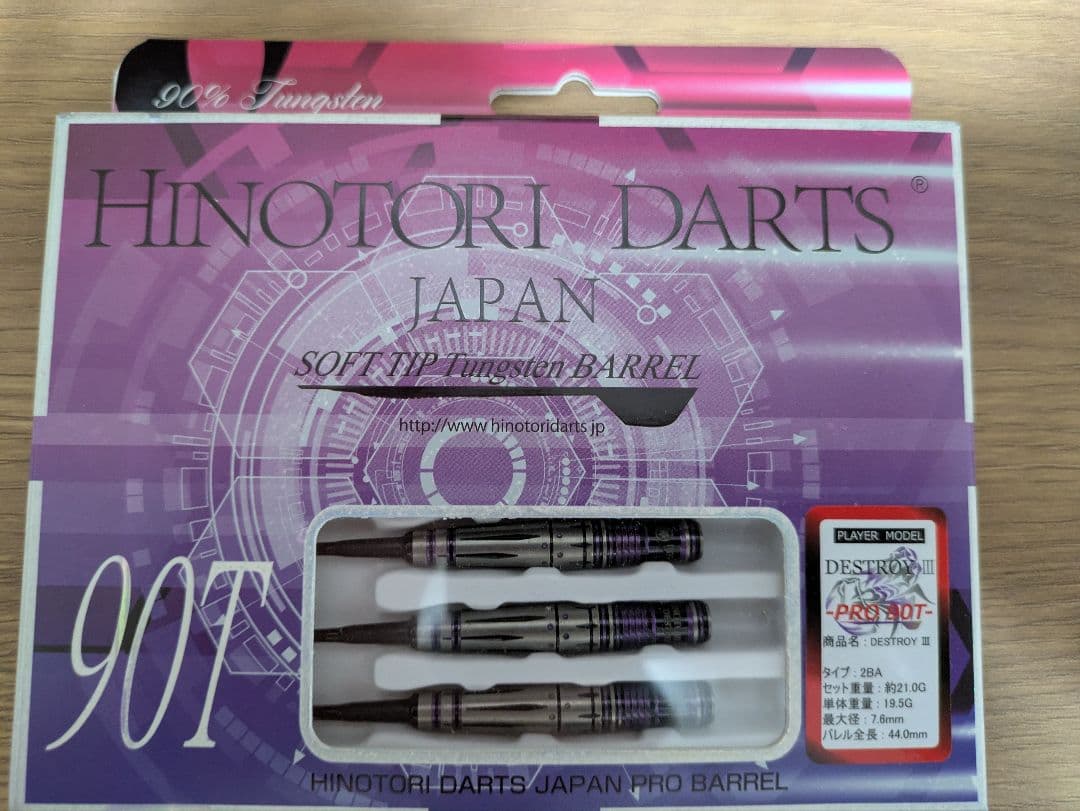 90% Tungsten
HINOTORI DARTS®
JAPAN
SOFT TIP Tungsten BARREL
http://www.hinotoridarts.jp
90T
PLAYER MODEL
DESTROY III
-PRO 90T-
商品名：DESTROY III
タイプ：2BA
セット重量：約21.0G
単体重量：19.5G
最大径：7.6mm
バレル全長：44.0mm
HINOTORI DARTS JAPAN PRO BARREL